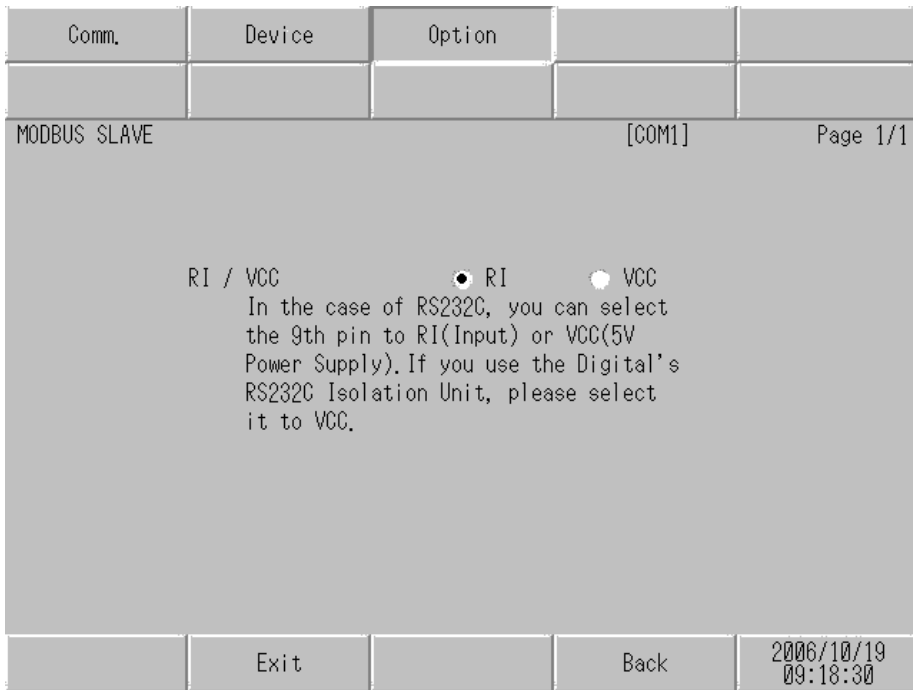 Comm. Device Option
MODBUS SLAVE [COM1] Page 1/1
RI / VCC RI VCC
In the case of RS232C, you can select
the 9th pin to RI(Input) or VCC(5V
Power Supply).If you use the Digital's
RS232C Isolation Unit, please select
it to VCC.
Exit Back 2006/10/19
09:18:30